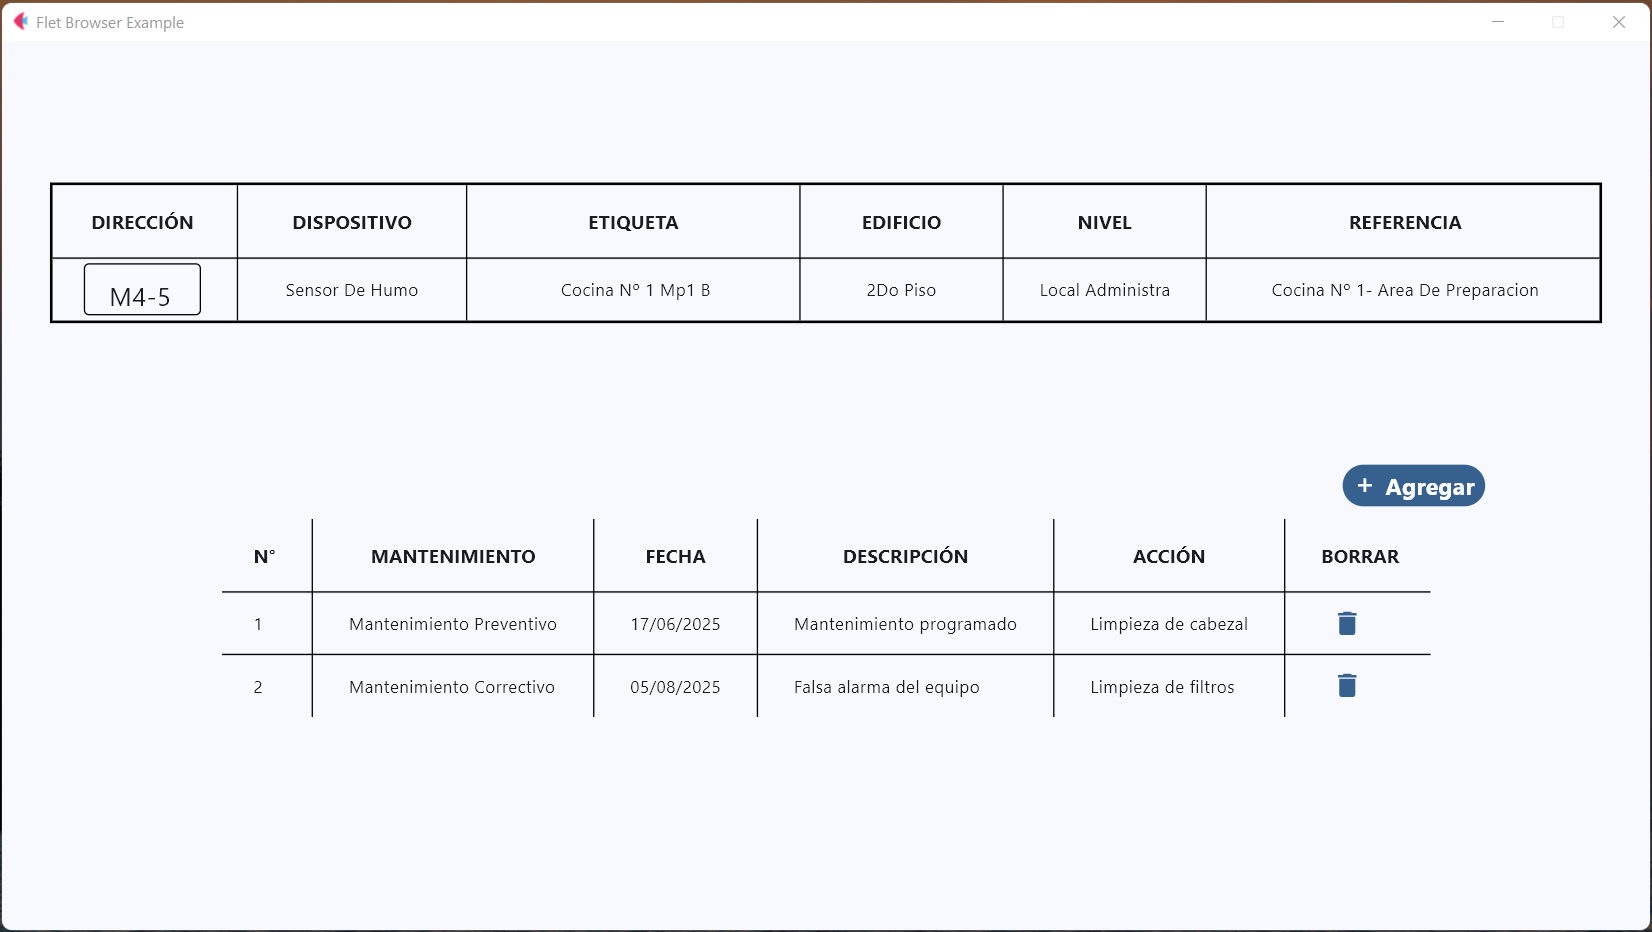 Flet Browser Example
DIRECCIÓN DISPOSITIVO ETIQUETA EDIFICIO NIVEL REFERENCIA
M4-5 Sensor De Humo Cocina Nº 1 Mp1 B 2Do Piso Local Administra Cocina Nº 1- Area De Preparacion
+ Agregar
N° MANTENIMIENTO FECHA DESCRIPCIÓN ACCIÓN BORRAR
1 Mantenimiento Preventivo 17/06/2025 Mantenimiento programado Limpieza de cabezal
2 Mantenimiento Correctivo 05/08/2025 Falsa alarma del equipo Limpieza de filtros